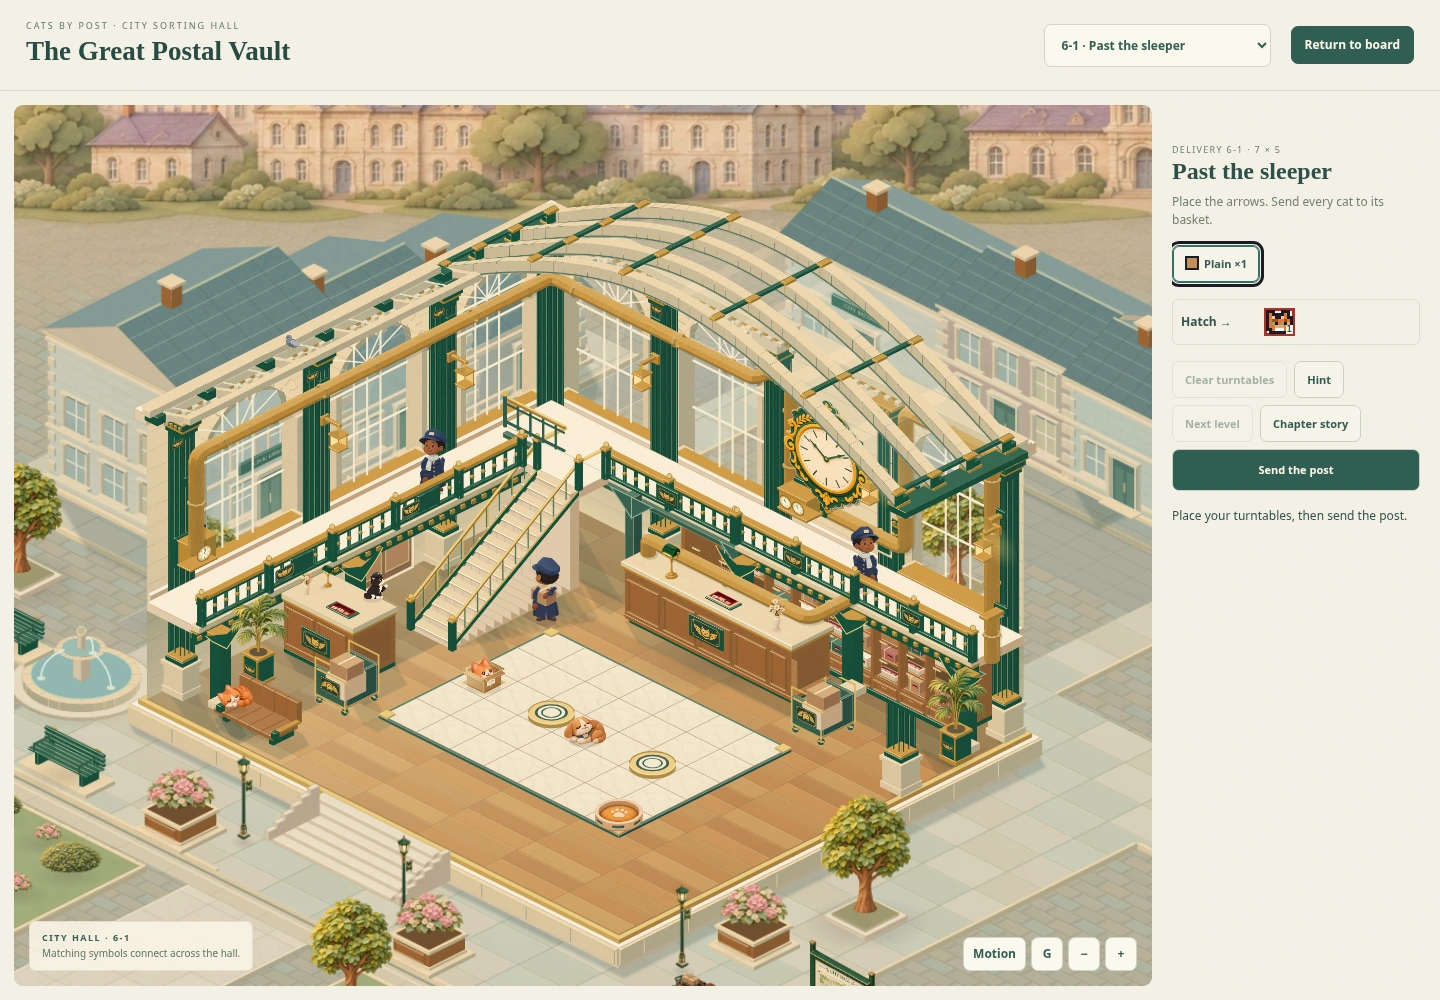 CATS BY POST · CITY SORTING HALL
The Great Postal Vault
6-1 · Past the sleeper
Return to board
DELIVERY 6-1 · 7 × 5
Past the sleeper
Place the arrows. Send every cat to its
basket.
Plain ×1
Hatch →
1
Clear turntables
Hint
Next level
Chapter story
Send the post
Place your turntables, then send the post.
CITY HALL · 6-1
Matching symbols connect across the hall.
Motion
G
−
+